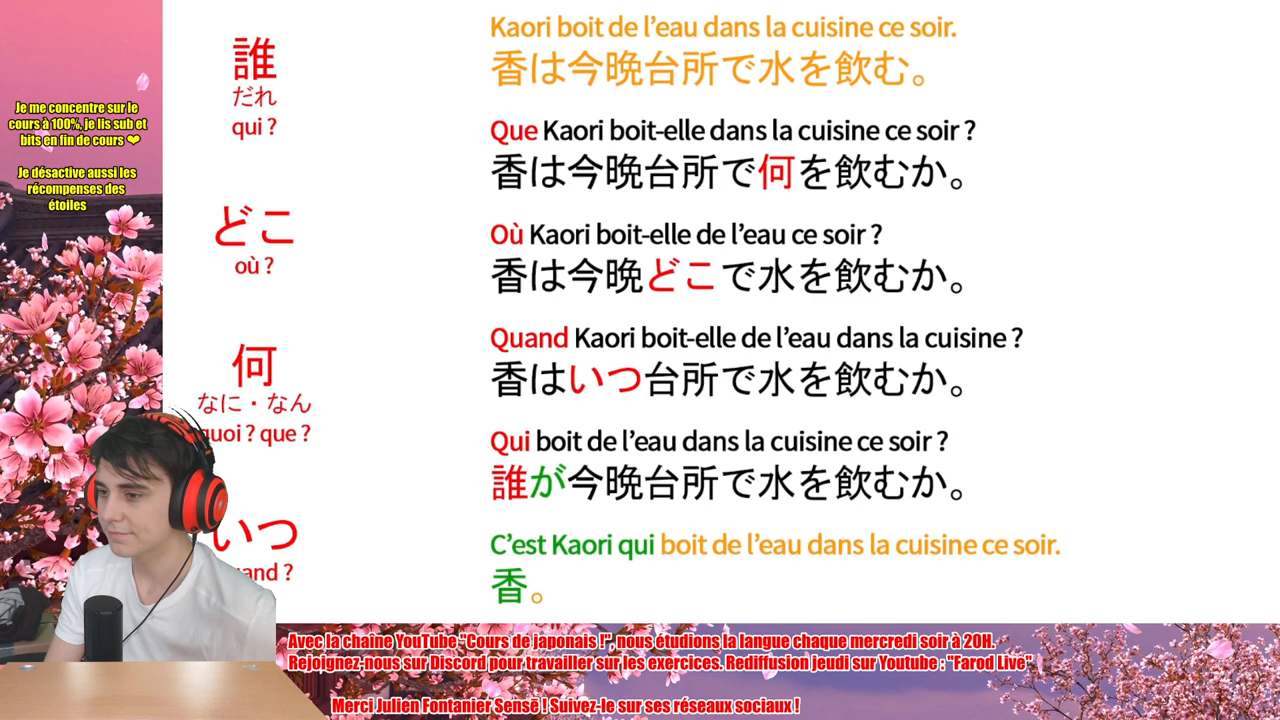 Je me concentre sur le
cours à 100%, je lis sub et
bits en fin de cours ❤
Je désactive aussi les
récompenses des
étoiles
誰
だれ
qui ?
どこ
où ?
何
なに・なん
quoi ? que ?
いつ
quand ?
Kaori boit de l’eau dans la cuisine ce soir.
香は今晩台所で水を飲む。
Que Kaori boit-elle dans la cuisine ce soir ?
香は今晩台所で何を飲むか。
Où Kaori boit-elle de l’eau ce soir ?
香は今晩どこで水を飲むか。
Quand Kaori boit-elle de l’eau dans la cuisine ?
香はいつ台所で水を飲むか。
Qui boit de l’eau dans la cuisine ce soir ?
誰が今晩台所で水を飲むか。
C’est Kaori qui boit de l’eau dans la cuisine ce soir.
香。
Avec la chaîne YouTube "Cours de japonais !", nous étudions la langue chaque mercredi soir à 20H.
Rejoignez-nous sur Discord pour travailler sur les exercices. Rediffusion jeudi sur Youtube : "Farod Live"
Merci Julien Fontanier Sensē ! Suivez-le sur ses réseaux sociaux !